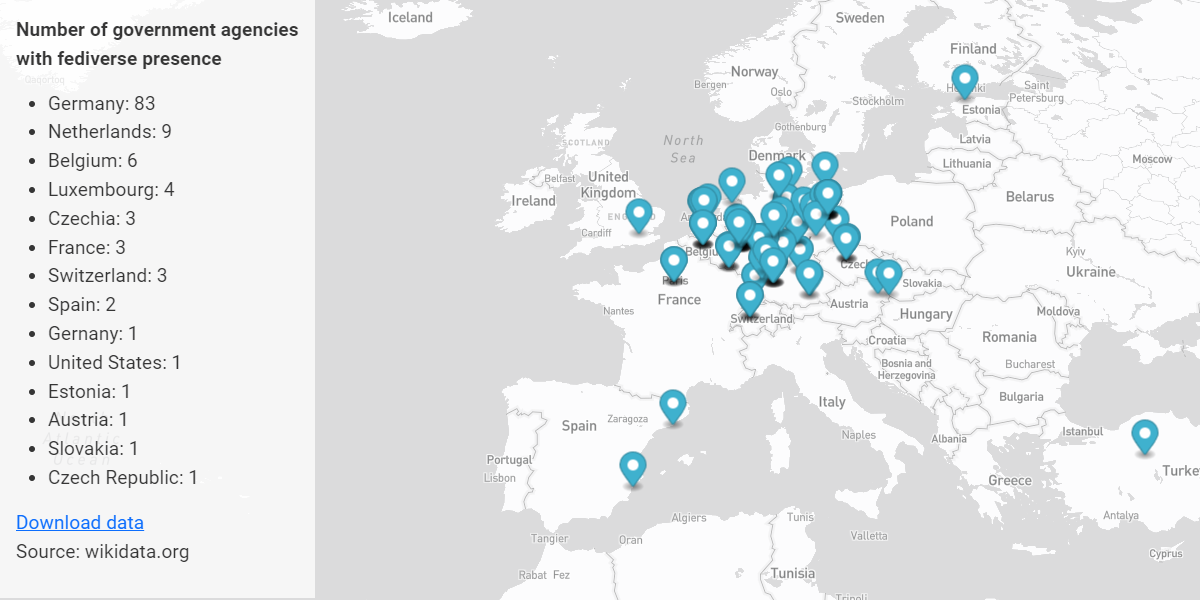 Number of government agencies
with fediverse presence
Germany: 83
Netherlands: 9
Belgium: 6
Luxembourg: 4
Czechia: 3
France: 3
Switzerland: 3
Spain: 2
Gernany: 1
United States: 1
Estonia: 1
Austria: 1
Slovakia: 1
Czech Republic: 1
Download data
Source: wikidata.org
Qaqortoq
Atlantic
Ocean
Iceland
Sweden
Finland
Norway
Bergen
Oslo
Saint
Petersburg
Stockholm
Estonia
Gothenburg
North
Sea
SCOTLAND
Latvia
Denmark
Lithuania
Moscow
Belfast
United
Kingdom
Ireland
Belarus
Poland
Cardiff
Kyiv
Ukraine
Slovakia
Paris
France
Nantes
Austria
Hungary
Moldova
Switzerland
Croatia
Romania
Bosnia and
Herzegovina
Bucharest
Bulgaria
Italy
Spain
Zaragoza
Naples
Albania
Istanbul
Portugal
Lisbon
Greece
Turke
Antalya
Algiers
Tunis
Valletta
Tangier
Oran
Cyprus
Rabat
Fez
Tunisia
Tripoli